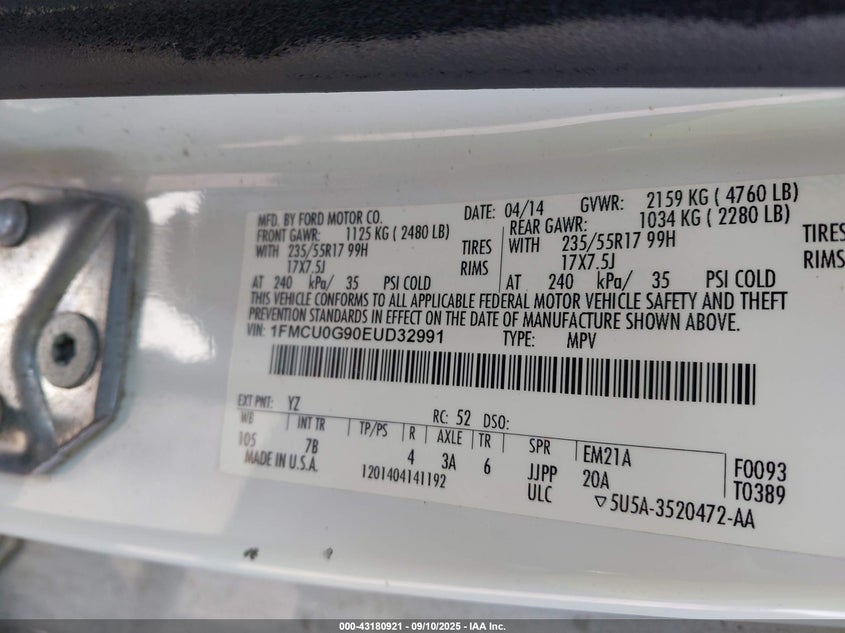 MFD. BY FORD MOTOR CO.
DATE: 04/14 GVWR: 2159 KG ( 4760 LB)
FRONT GAWR: 1125 KG ( 2480 LB) REAR GAWR: 1034 KG ( 2280 LB)
WITH 235/55R17 99H TIRES WITH 235/55R17 99H TIRES
17X7.5J RIMS 17X7.5J RIMS
AT 240 kPa/ 35 PSI COLD AT 240 kPa/ 35 PSI COLD
THIS VEHICLE CONFORMS TO ALL APPLICABLE FEDERAL MOTOR VEHICLE SAFETY AND THEFT
PREVENTION STANDARDS IN EFFECT ON THE DATE OF MANUFACTURE SHOWN ABOVE.
VIN: 1FMCU0G90EUD32991 TYPE: MPV
EXT PNT: YZ RC: 52 DSO:
WB INT TR TP/PS R AXLE TR SPR EM21A F0093
105 7B 4 3A 6 JJPP 20A T0389
MADE IN U.S.A. 1201404141192 ULC ▽5U5A-3520472-AA
000-43180921 - 09/10/2025 - IAA Inc.